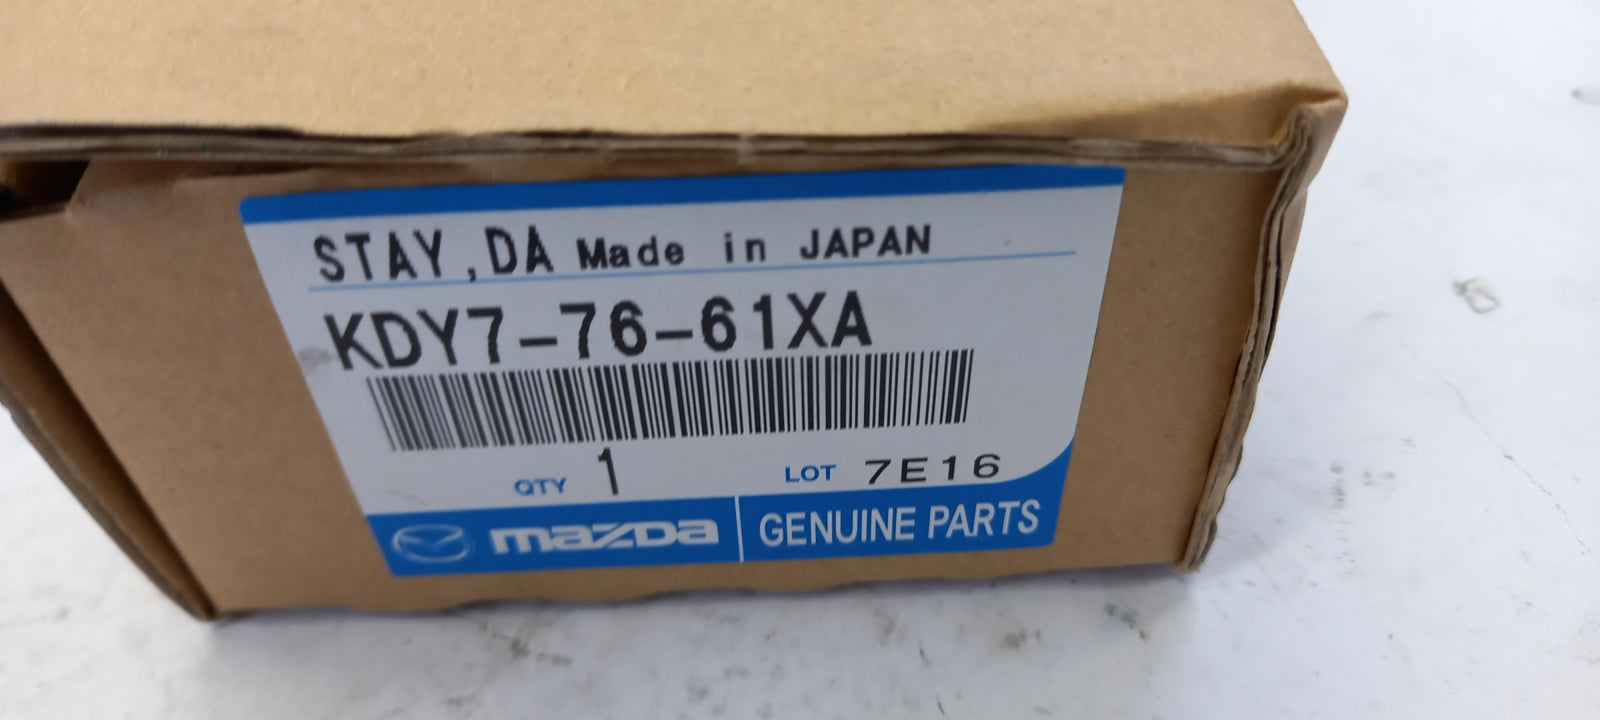 STAY,DA Made in JAPAN
KDY7-76-61XA
QTY 1 LOT 7E16
mazda GENUINE PARTS